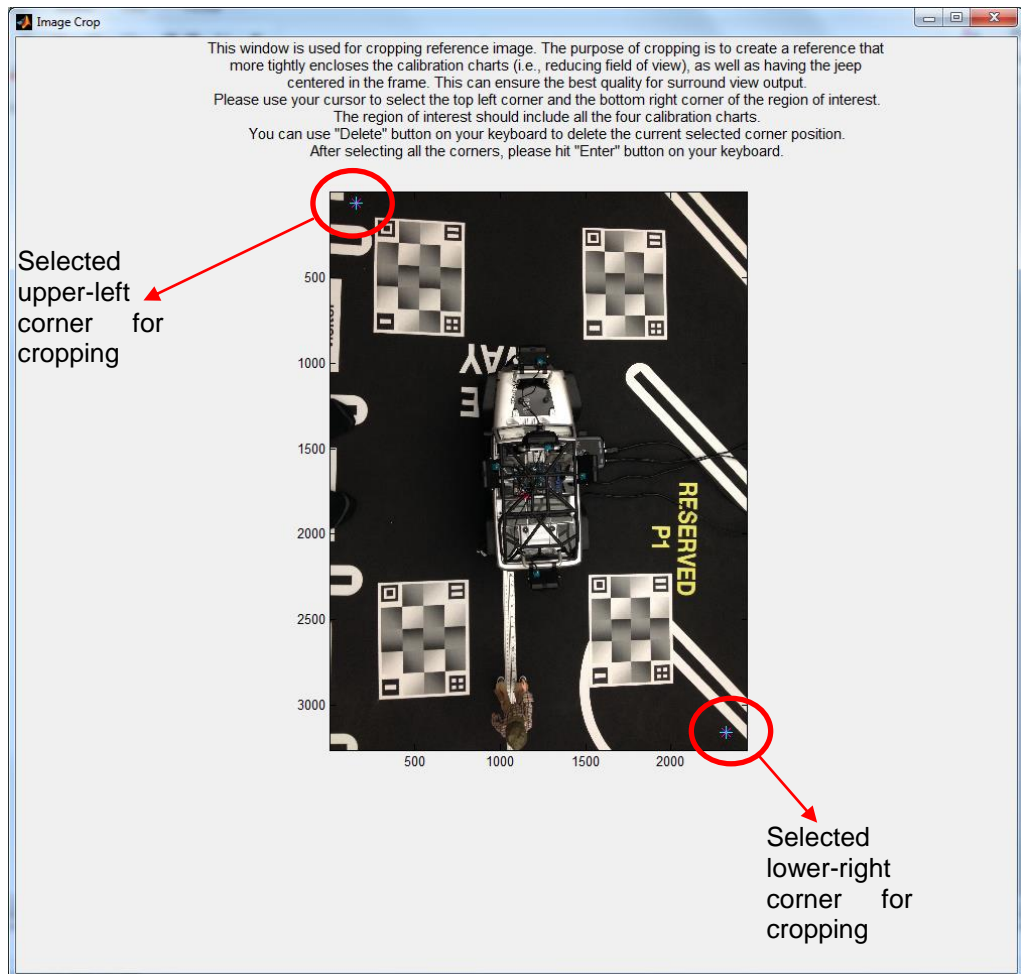 Image Crop
This window is used for cropping reference image. The purpose of cropping is to create a reference that
more tightly encloses the calibration charts (i.e., reducing field of view), as well as having the jeep
centered in the frame. This can ensure the best quality for surround view output.
Please use your cursor to select the top left corner and the bottom right corner of the region of interest.
The region of interest should include all the four calibration charts.
You can use "Delete" button on your keyboard to delete the current selected corner position.
After selecting all the corners, please hit "Enter" button on your keyboard.
Selected
upper-left
corner for
cropping
500
1000
1500
2000
2500
3000
WAY
E
RESERVED
P1
500
1000
1500
2000
Selected
lower-right
corner for
cropping